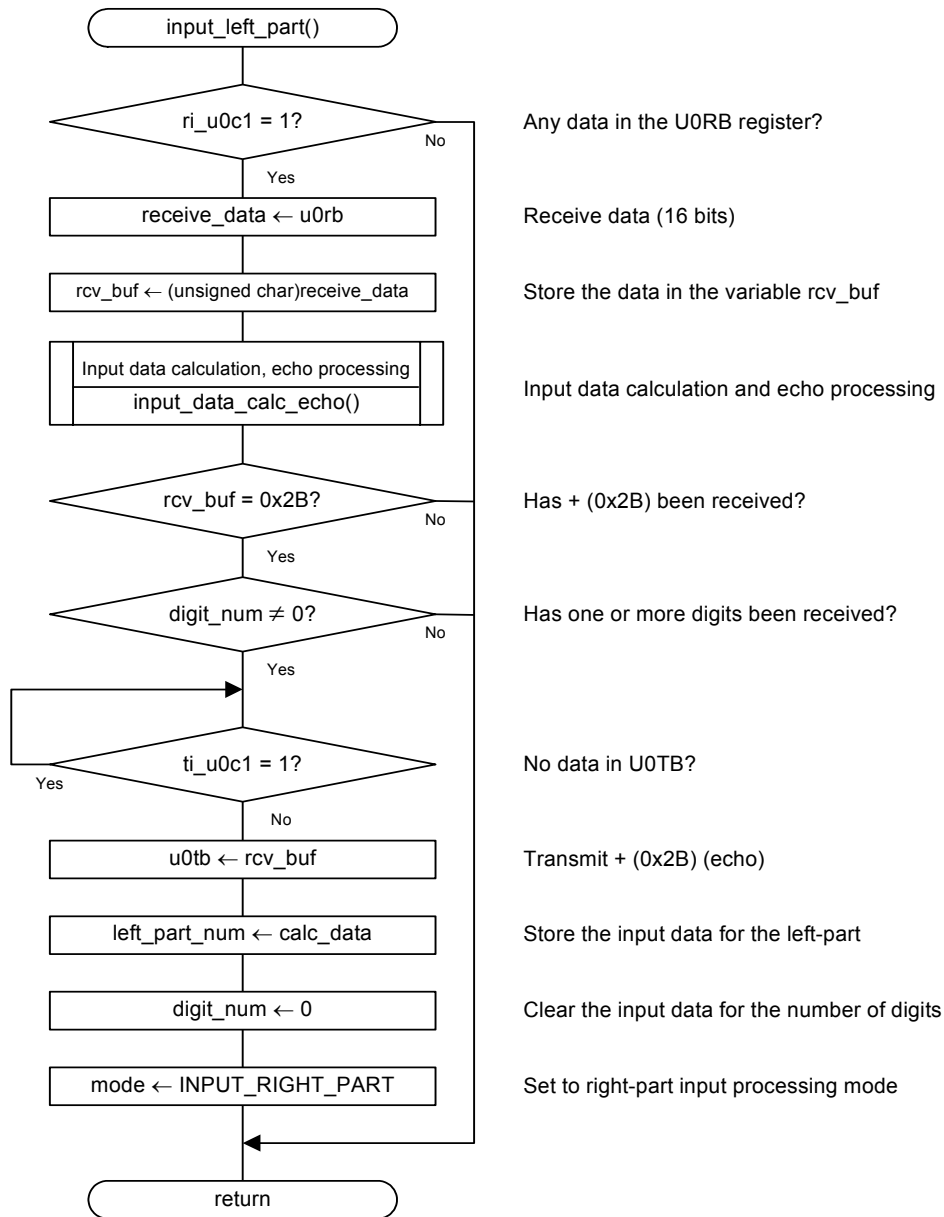 input_left_part()
ri_u0c1 = 1?
Any data in the U0RB register?
No
Yes
receive_data ← u0rb
Receive data (16 bits)
rcv_buf ← (unsigned char)receive_data
Store the data in the variable rcv_buf
Input data calculation, echo processing
input_data_calc_echo()
Input data calculation and echo processing
rcv_buf = 0x2B?
Has + (0x2B) been received?
No
Yes
digit_num ≠ 0?
Has one or more digits been received?
No
Yes
ti_u0c1 = 1?
No data in U0TB?
Yes
No
u0tb ← rcv_buf
Transmit + (0x2B) (echo)
left_part_num ← calc_data
Store the input data for the left-part
digit_num ← 0
Clear the input data for the number of digits
mode ← INPUT_RIGHT_PART
Set to right-part input processing mode
return